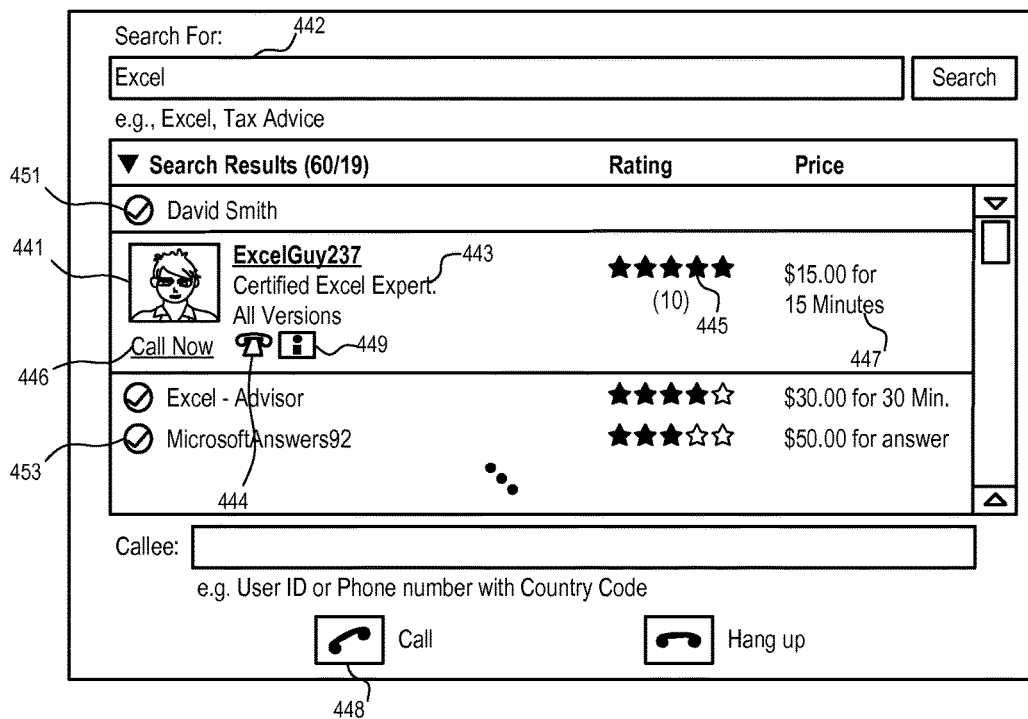 Search For:
442
Excel
Search
e.g., Excel, Tax Advice
▼ Search Results (60/19) Rating Price
451
David Smith
441
ExcelGuy237
443
Certified Excel Expert:
All Versions
(10)
445
$15.00 for
15 Minutes
447
446
Call Now
449
Excel - Advisor
$30.00 for 30 Min.
453
MicrosoftAnswers92
$50.00 for answer
444
Callee:
e.g. User ID or Phone number with Country Code
Call
Hang up
448